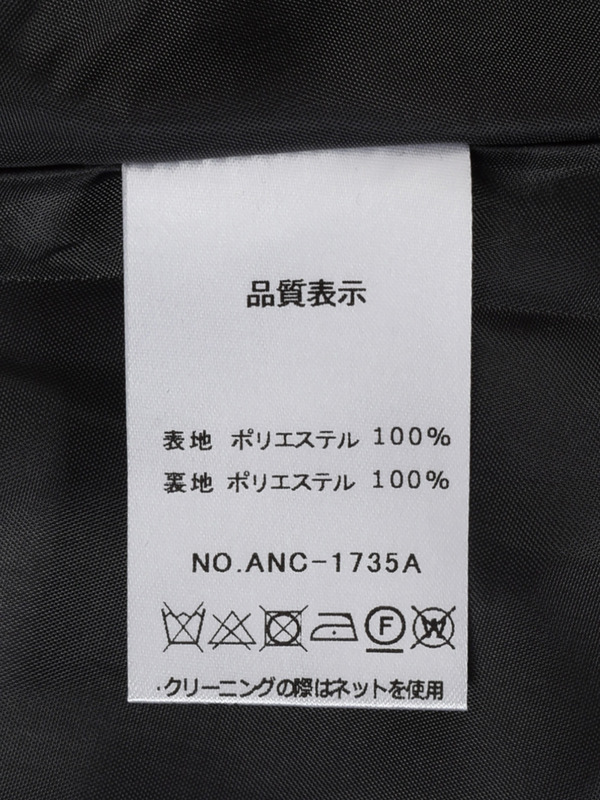 品質表示
表地 ポリエステル 100%
裏地 ポリエステル 100%
NO.ANC-1735A
F W
・クリーニングの際はネットを使用